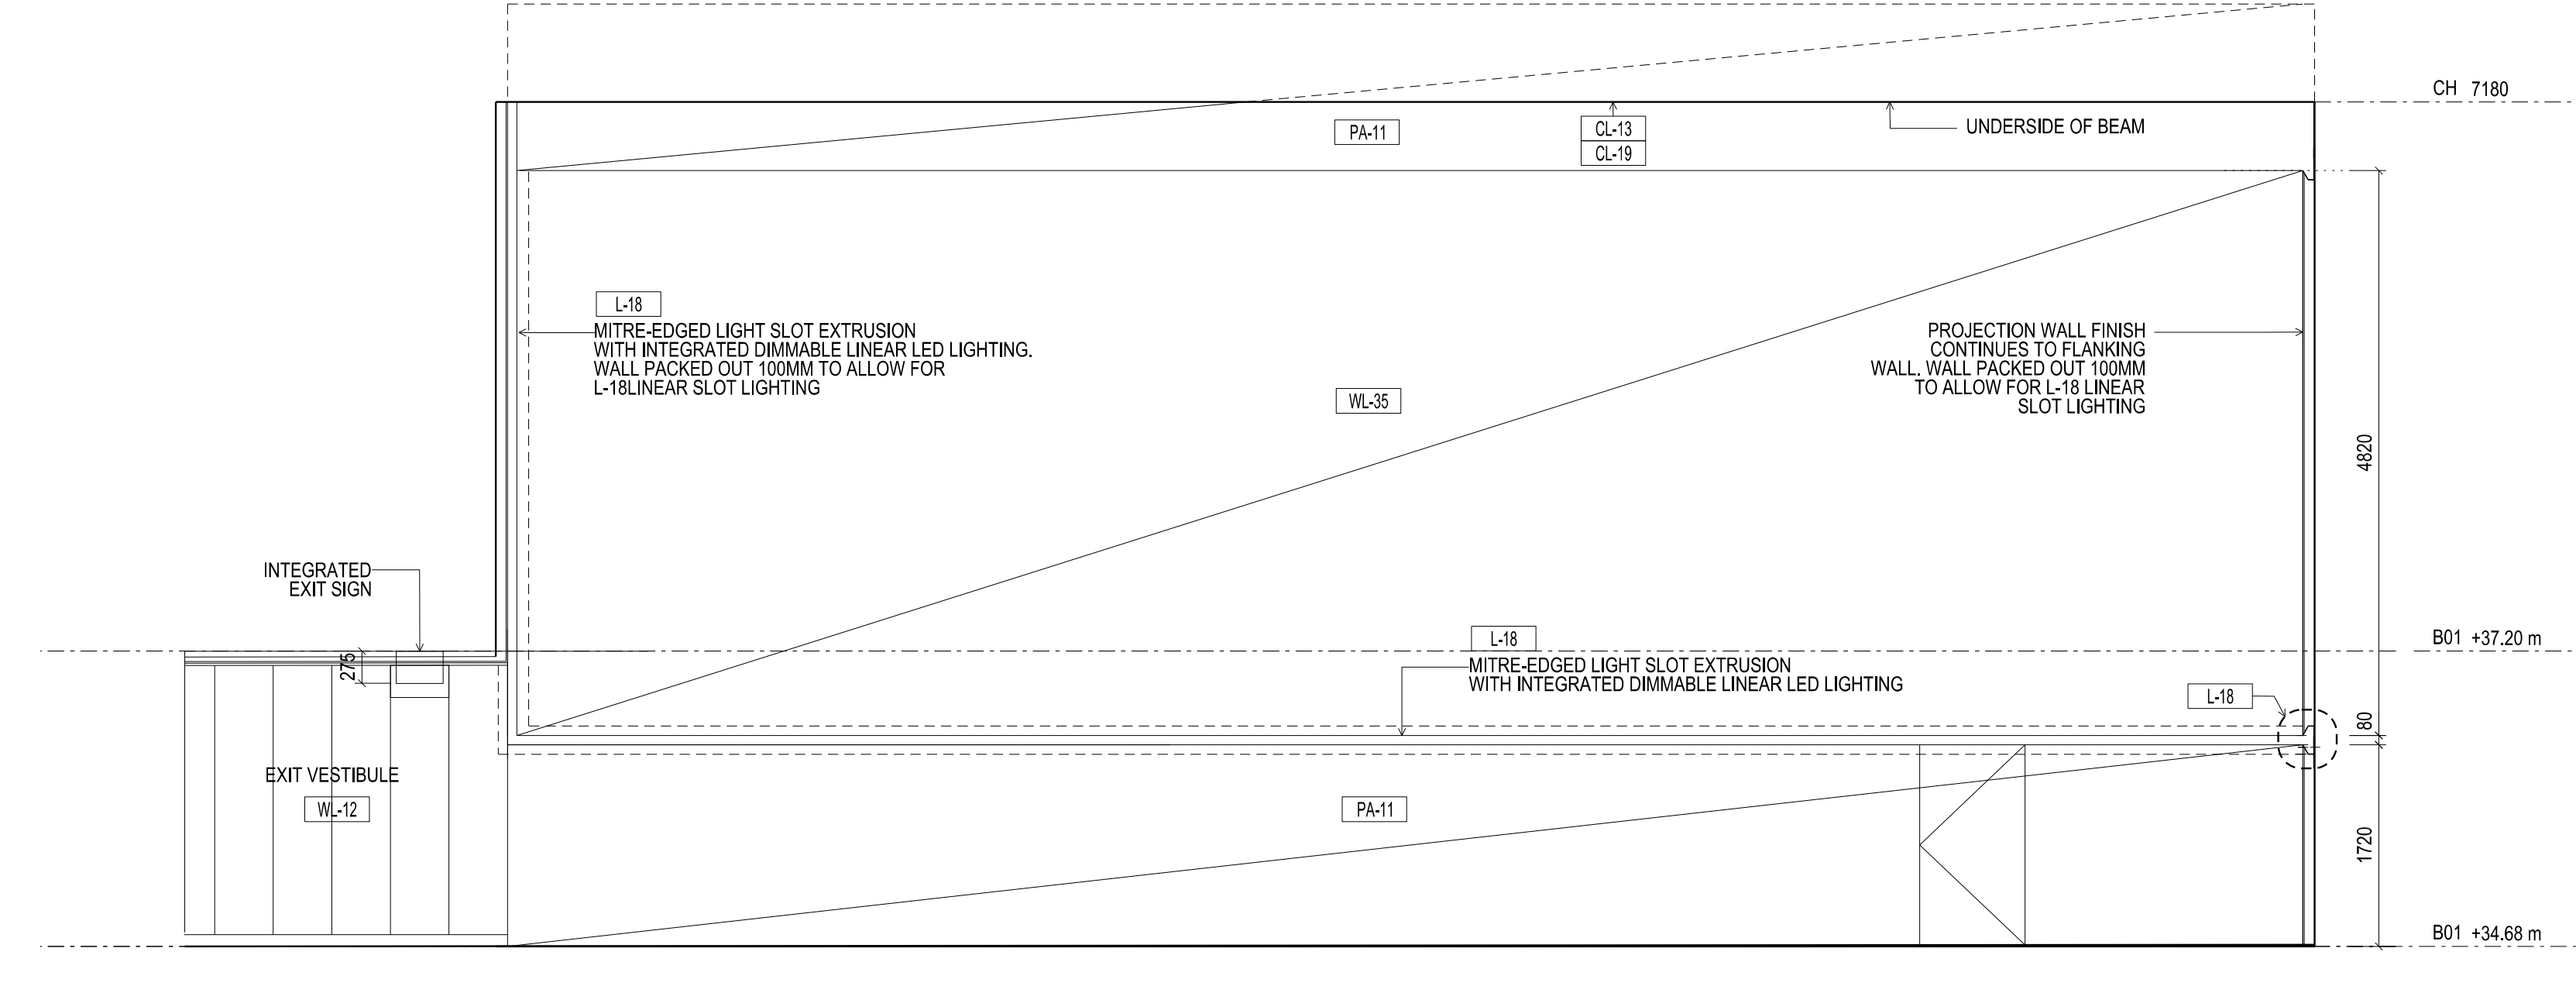 CH 7180
PA-11
CL-13
CL-19
UNDERSIDE OF BEAM
L-18
MITRE-EDGED LIGHT SLOT EXTRUSION
WITH INTEGRATED DIMMABLE LINEAR LED LIGHTING.
WALL PACKED OUT 100MM TO ALLOW FOR
L-18LINEAR SLOT LIGHTING
PROJECTION WALL FINISH
CONTINUES TO FLANKING
WALL. WALL PACKED OUT 100MM
TO ALLOW FOR L-18 LINEAR
SLOT LIGHTING
WL-35
4820
INTEGRATED
EXIT SIGN
275
L-18
MITRE-EDGED LIGHT SLOT EXTRUSION
WITH INTEGRATED DIMMABLE LINEAR LED LIGHTING
B01 +37.20 m
L-18
80
EXIT VESTIBULE
WL-12
PA-11
1720
B01 +34.68 m